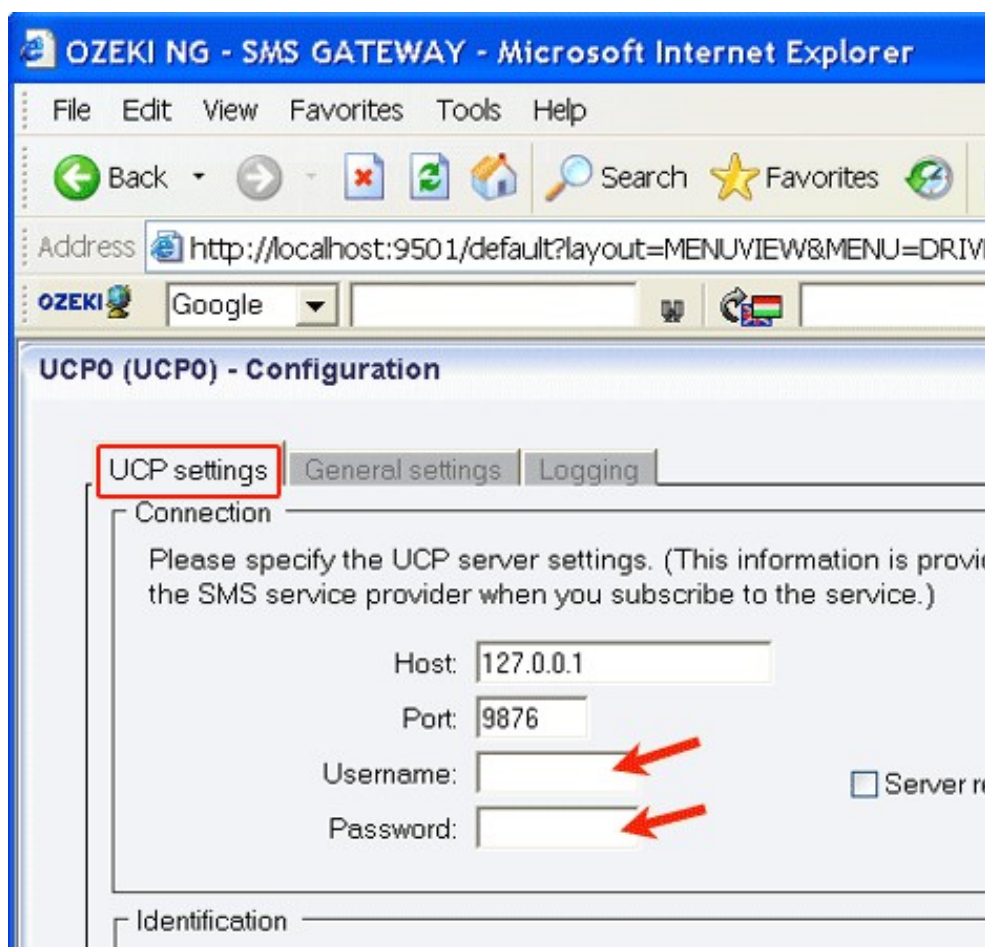 OZEKI NG - SMS GATEWAY - Microsoft Internet Explorer
File Edit View Favorites Tools Help
Back Search Favorites
Address http://localhost:9501/default?layout=MENUVIEW&MENU=DRIV
OZEKI Google
UCP0 (UCP0) - Configuration
UCP settings General settings Logging
Connection
Please specify the UCP server settings. (This information is provi
the SMS service provider when you subscribe to the service.)
Host: 127.0.0.1
Port: 9876
Username:
Server re
Password:
Identification